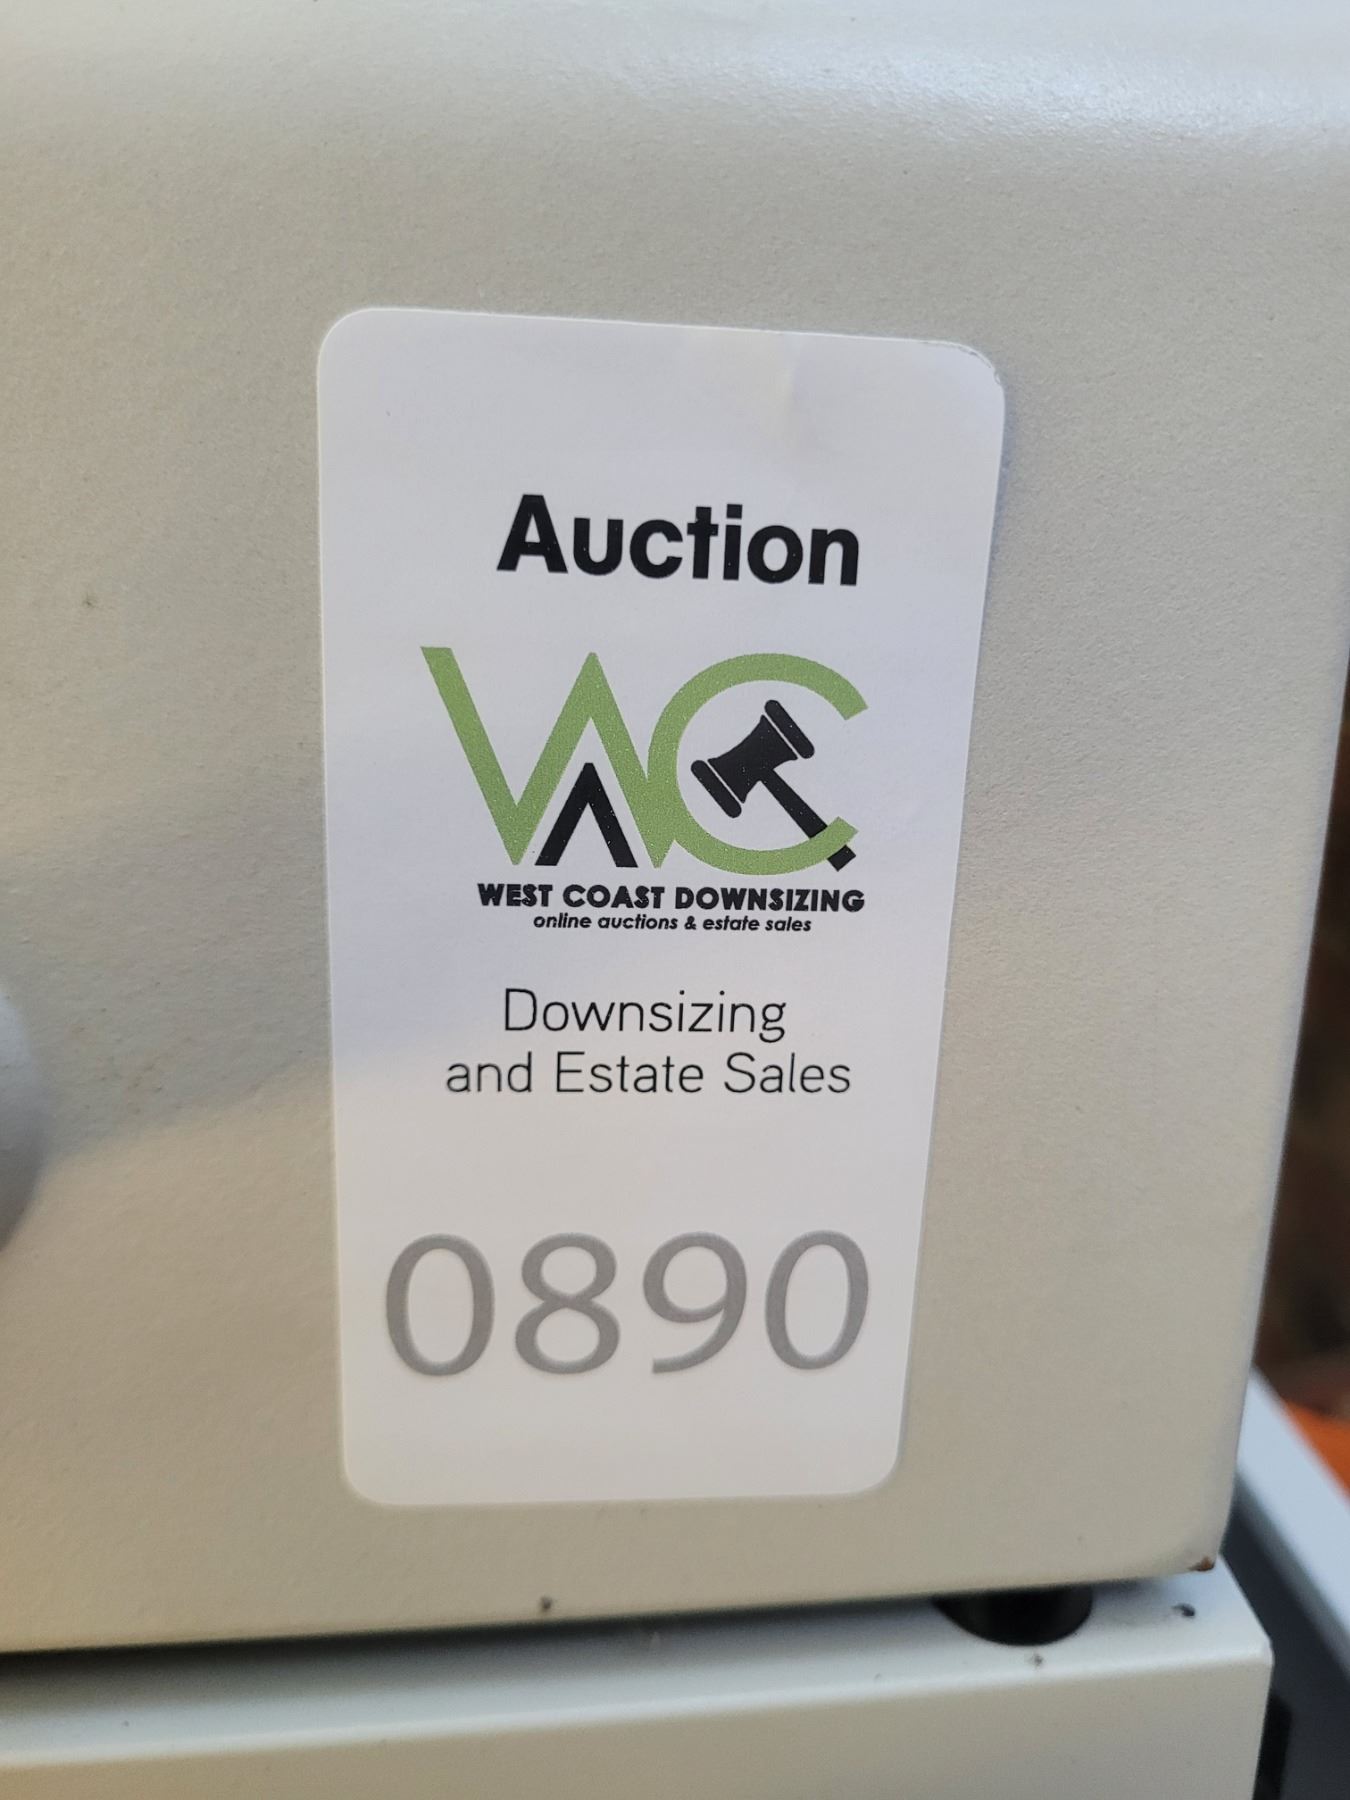 Auction
WC
WEST COAST DOWNSIZING
online auctions & estate sales
Downsizing
and Estate Sales
0890